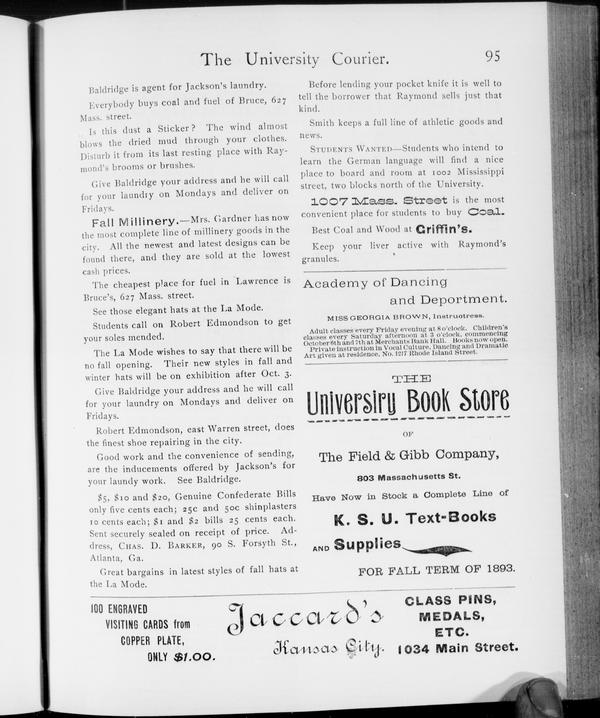 The University Courier.
95
Baldridge is agent for Jackson's laundry.
Everybody buys coal and fuel of Bruce, 627
Mass. street.
Is this dust a Sticker? The wind almost
blows the dried mud through your clothes.
Disturb it from its last resting place with Ray-
mond's brooms or brushes.
Give Baldridge your address and he will call
for your laundry on Mondays and deliver on
Fridays.
Fall Millinery.—Mrs. Gardner has now
the most complete line of millinery goods in the
city. All the newest and latest designs can be
found there, and they are sold at the lowest
cash prices.
The cheapest place for fuel in Lawrence is
Bruce's, 627 Mass. street.
See those elegant hats at the La Mode.
Students call on Robert Edmondson to get
your soles mended.
The La Mode wishes to say that there will be
no fall opening. Their new styles in fall and
winter hats will be on exhibition after Oct. 3.
Give Baldridge your address and he will call
for your laundry on Mondays and deliver on
Fridays.
Robert Edmondson, east Warren street, does
the finest shoe repairing in the city.
Good work and the convenience of sending,
are the inducements offered by Jackson's for
your laundy work. See Baldridge.
$5, $10 and $20, Genuine Confederate Bills
only five cents each; 25c and 50c shinplasters
10 cents each; $1 and $2 bills 25 cents each.
Sent securely sealed on receipt of price. Ad-
dress, CHAS. D. BARKER, 90 S. Forsyth St.,
Atlanta, Ga.
Great bargains in latest styles of fall hats at
the La Mode.
Before lending your pocket knife it is well to
tell the borrower that Raymond sells just that
kind.
Smith keeps a full line of athletic goods and
news.
STUDENTS WANTED—Students who intend to
learn the German language will find a nice
place to board and room at 1002 Mississippi
street, two blocks north of the University.
1007 Mass. Street is the most
convenient place for students to buy Coal.
Best Coal and Wood at Griffin's.
Keep your liver active with Raymond's
granules.
Academy of Dancing
and Deportment.
MISS GEORGIA BROWN, Instructress.
Adult classes every Friday evening at 8 o'clock. Children's
classes every Saturday afternoon at 3 o'clock, commencing
October 6th and 7th at Merchants Bank Hall. Books now open.
Private instruction in Vocal Culture, Dancing and Dramatic
Art given at residence, No. 1217 Rhode Island Street.
THE
Universiry Book Store
OF
The Field & Gibb Company,
803 Massachusetts St.
Have Now in Stock a Complete Line of
K. S. U. Text-Books
AND Supplies
FOR FALL TERM OF 1893.
100 ENGRAVED
VISITING CARDS from
COPPER PLATE,
ONLY $1.00.
Jaccard's
Kansas City.
CLASS PINS,
MEDALS,
ETC.
1034 Main Street.